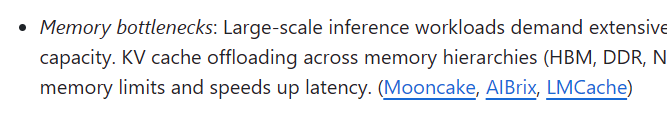 • Memory bottlenecks: Large-scale inference workloads demand extensive
capacity. KV cache offloading across memory hierarchies (HBM, DDR, N
memory limits and speeds up latency. (Mooncake, AIBrix, LMCache)